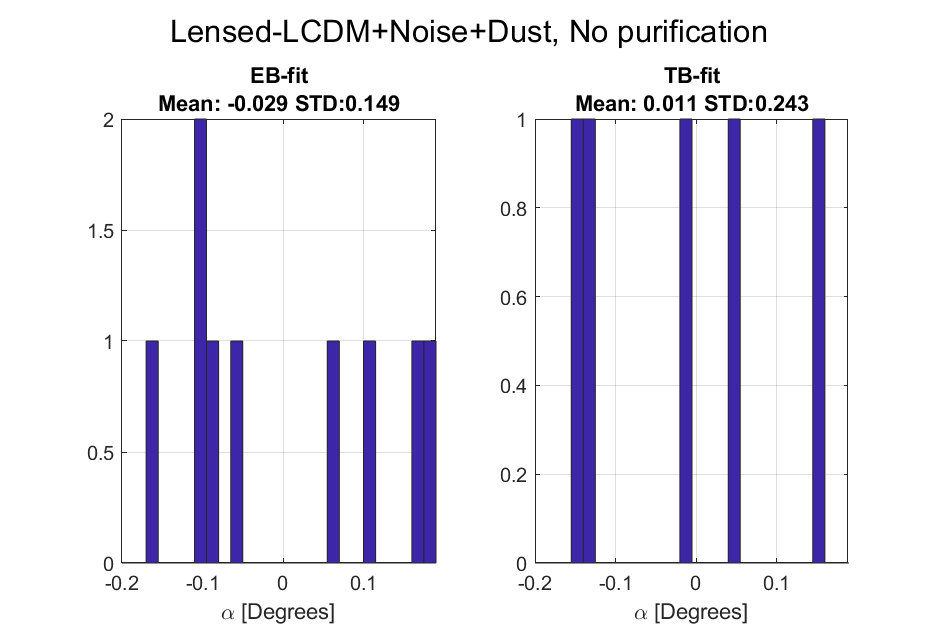 Lensed-LCDM+Noise+Dust, No purification
EB-fit
Mean: -0.029 STD:0.149
2
1.5
1
0.5
0
-0.2
-0.1
0
0.1
α [Degrees]
TB-fit
Mean: 0.011 STD:0.243
1
0.8
0.6
0.4
0.2
0
-0.2
-0.1
0
0.1
α [Degrees]